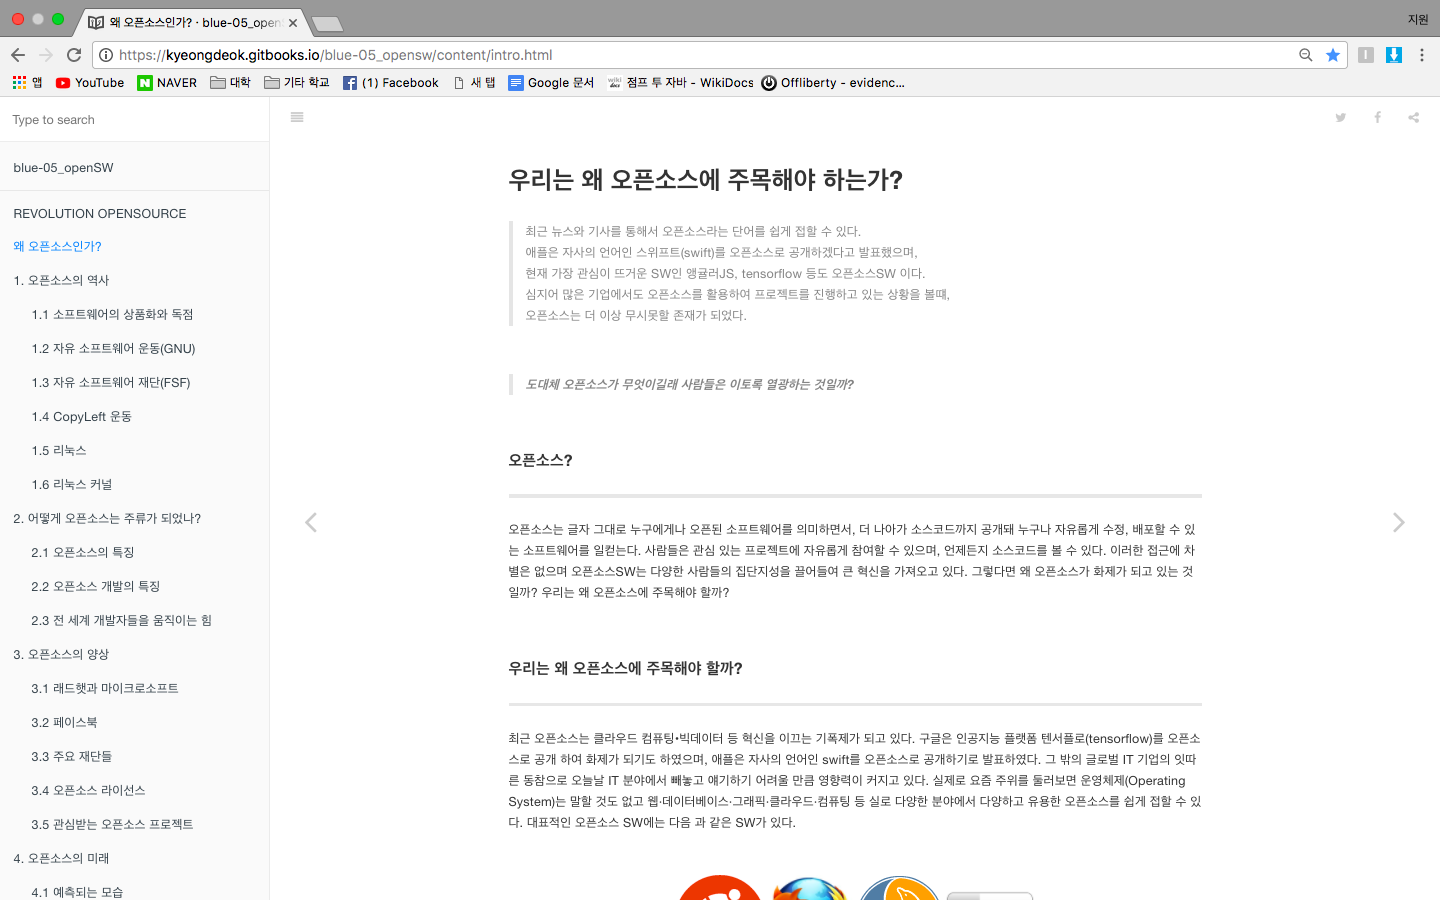 왜 오픈소스인가? · blue-05_open
지원
https://kyeongdeok.gitbooks.io/blue-05_opensw/content/intro.html
앱 YouTube NAVER 대학 기타 학교 (1) Facebook 새 탭 Google 문서 점프 투 자바 - WikiDocs Offliberty - evidenc...
Type to search
blue-05_openSW
REVOLUTION OPENSOURCE
왜 오픈소스인가?
1. 오픈소스의 역사
1.1 소프트웨어의 상품화와 독점
1.2 자유 소프트웨어 운동(GNU)
1.3 자유 소프트웨어 재단(FSF)
1.4 CopyLeft 운동
1.5 리눅스
1.6 리눅스 커널
2. 어떻게 오픈소스는 주류가 되었나?
2.1 오픈소스의 특징
2.2 오픈소스 개발의 특징
2.3 전 세계 개발자들을 움직이는 힘
3. 오픈소스의 양상
3.1 래드햇과 마이크로소프트
3.2 페이스북
3.3 주요 재단들
3.4 오픈소스 라이선스
3.5 관심받는 오픈소스 프로젝트
4. 오픈소스의 미래
4.1 예측되는 모습
우리는 왜 오픈소스에 주목해야 하는가?
최근 뉴스와 기사를 통해서 오픈소스라는 단어를 쉽게 접할 수 있다.
애플은 자사의 언어인 스위프트(swift)를 오픈소스로 공개하겠다고 발표했으며,
현재 가장 관심이 뜨거운 SW인 앵귤러JS, tensorflow 등도 오픈소스SW 이다.
심지어 많은 기업에서도 오픈소스를 활용하여 프로젝트를 진행하고 있는 상황을 볼떄,
오픈소스는 더 이상 무시못할 존재가 되었다.
도대체 오픈소스가 무엇이길래 사람들은 이토록 열광하는 것일까?
오픈소스?
오픈소스는 글자 그대로 누구에게나 오픈된 소프트웨어를 의미하면서, 더 나아가 소스코드까지 공개돼 누구나 자유롭게 수정, 배포할 수 있
는 소프트웨어를 일컫는다. 사람들은 관심 있는 프로젝트에 자유롭게 참여할 수 있으며, 언제든지 소스코드를 볼 수 있다. 이러한 접근에 차
별은 없으며 오픈소스SW는 다양한 사람들의 집단지성을 끌어들여 큰 혁신을 가져오고 있다. 그렇다면 왜 오픈소스가 화제가 되고 있는 것
일까? 우리는 왜 오픈소스에 주목해야 할까?
우리는 왜 오픈소스에 주목해야 할까?
최근 오픈소스는 클라우드 컴퓨팅•빅데이터 등 혁신을 이끄는 기폭제가 되고 있다. 구글은 인공지능 플랫폼 텐서플로(tensorflow)를 오픈소
스로 공개 하여 화제가 되기도 하였으며, 애플은 자사의 언어인 swift를 오픈소스로 공개하기로 발표하였다. 그 밖의 글로벌 IT 기업의 잇따
른 동참으로 오늘날 IT 분야에서 빼놓고 얘기하기 어려울 만큼 영향력이 커지고 있다. 실제로 요즘 주위를 둘러보면 운영체제(Operating
System)는 말할 것도 없고 웹·데이터베이스·그래픽·클라우드·컴퓨팅 등 실로 다양한 분야에서 다양하고 유용한 오픈소스를 쉽게 접할 수 있
다. 대표적인 오픈소스 SW에는 다음 과 같은 SW가 있다.